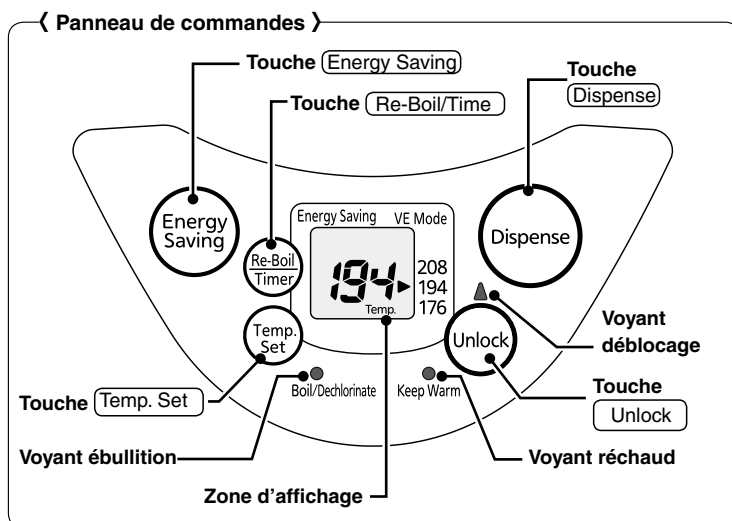 ⟨ Panneau de commandes ⟩
Touche Energy Saving
Touche
Dispense
Touche Re-Boil/Time
Energy
Saving
Re-Boil
Timer
Temp.
Set
Energy Saving VE Mode
194
Temp.
208
194
176
Dispense
Unlock
Boil/Dechlorinate
Keep Warm
Voyant
déblocage
Touche Temp. Set
Touche
Unlock
Voyant ébullition
Voyant réchaud
Zone d'affichage